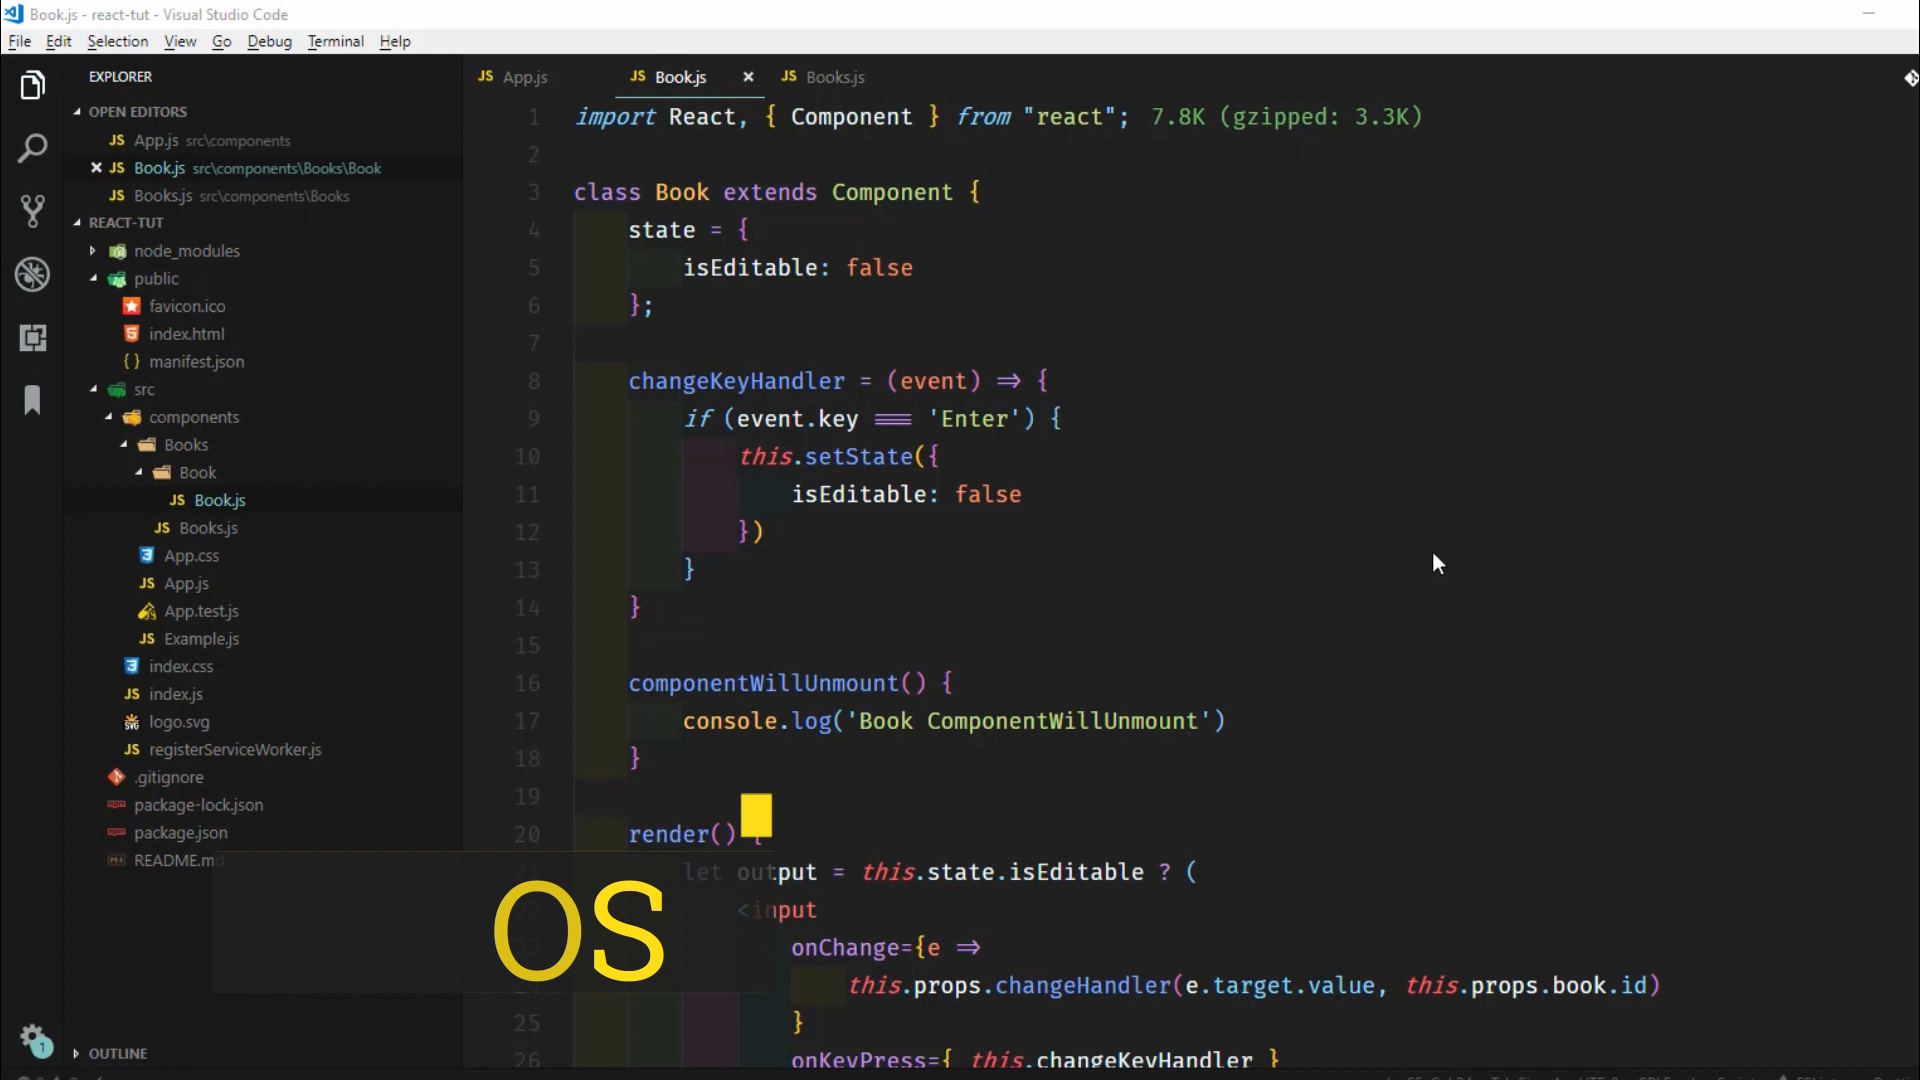 Book.js - react-tut - Visual Studio Code
File Edit Selection View Go Debug Terminal Help
EXPLORER
OPEN EDITORS
JS App.js src\components
JS Book.js src\components\Books\Book
JS Books.js src\components\Books
REACT-TUT
node_modules
public
favicon.ico
index.html
{ } manifest.json
src
components
Books
Book
JS Book.js
JS Books.js
App.css
JS App.js
App.test.js
JS Example.js
index.css
JS index.js
logo.svg
JS registerServiceWorker.js
.gitignore
package-lock.json
package.json
README.md
OUTLINE
1
JS App.js JS Book.js × JS Books.js
1 import React, { Component } from "react"; 7.8K (gzipped: 3.3K)
2
3 class Book extends Component {
4 state = {
5 isEditable: false
6 };
7
8 changeKeyHandler = (event) => {
9 if (event.key === 'Enter') {
10 this.setState({
11 isEditable: false
12 })
13 }
14 }
15
16 componentWillUnmount() {
17 console.log('Book ComponentWillUnmount')
18 }
19
20 render() {
let output = this.state.isEditable ? (
22 <input
23 onChange={e =>
this.props.changeHandler(e.target.value, this.props.book.id)
25 }
26 onKeyPress={ this.changeKeyHandler }
OS